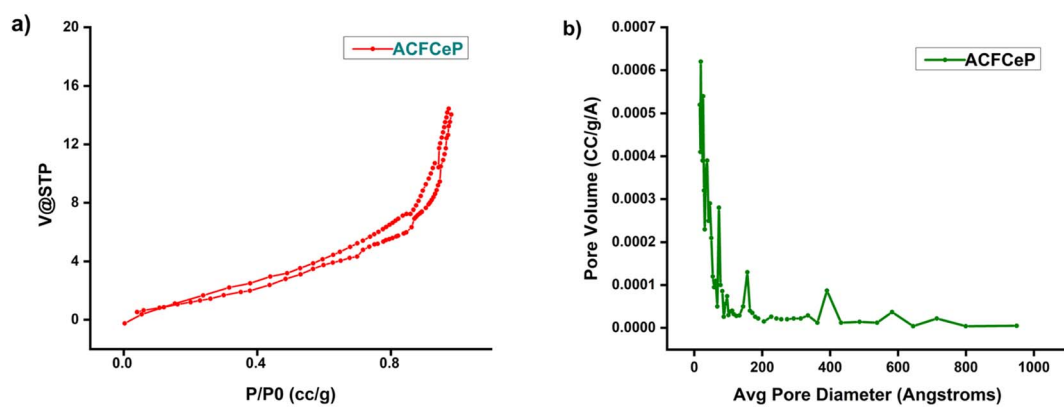 a)
20
16
12
8
4
0
V@STP
ACFCeP
0.0
0.4
0.8
P/P0 (cc/g)
b)
0.0007
0.0006
0.0005
0.0004
0.0003
0.0002
0.0001
0.0000
Pore Volume (CC/g/A)
ACFCeP
0
200
400
600
800
1000
Avg Pore Diameter (Angstroms)